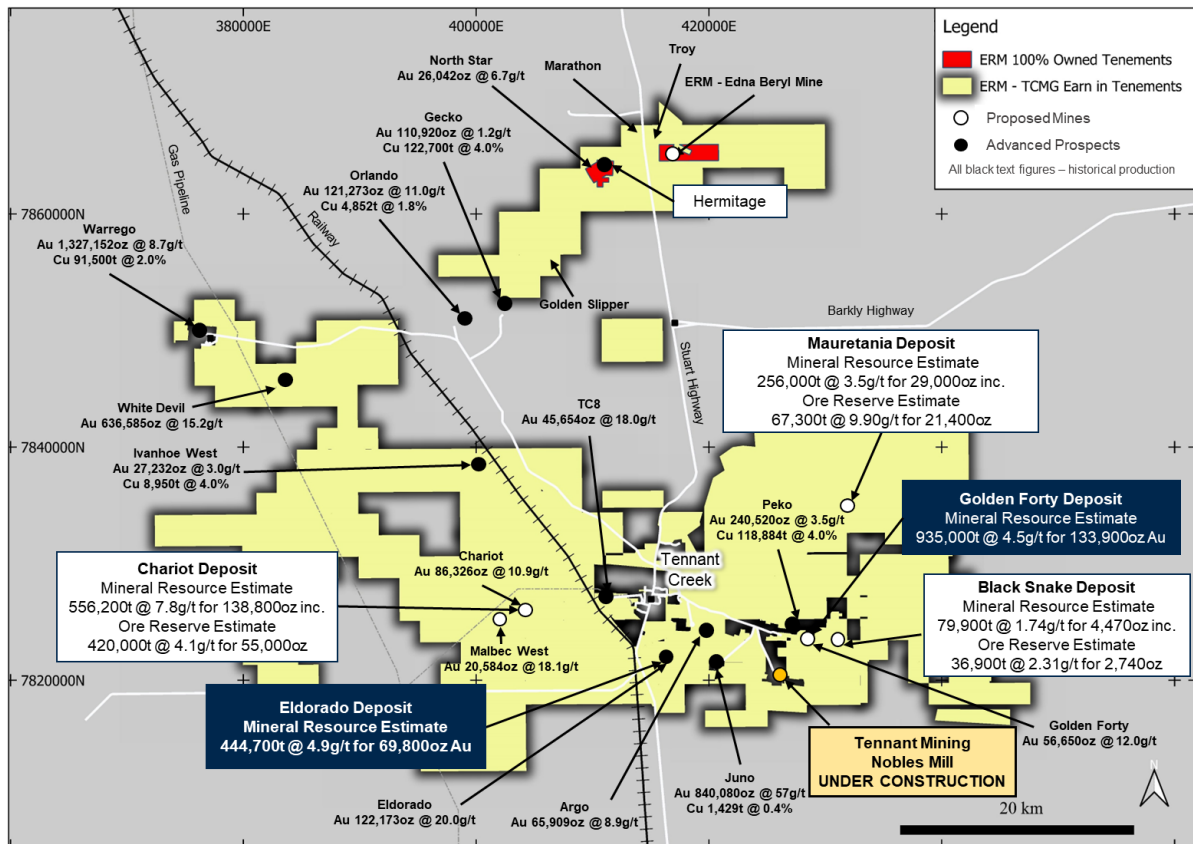 380000E
400000E
420000E
Legend
ERM 100% Owned Tenements
ERM - TCMG Earn in Tenements
Proposed Mines
Advanced Prospects
All black text figures – historical production
North Star
Au 26,042oz @ 6.7g/t
Marathon
Troy
ERM - Edna Beryl Mine
Gecko
Au 110,920oz @ 1.2g/t
Cu 122,700t @ 4.0%
Orlando
Au 121,273oz @ 11.0g/t
Cu 4,852t @ 1.8%
Gas Pipeline
Railway
Hermitage
7860000N
Warrego
Au 1,327,152oz @ 8.7g/t
Cu 91,500t @ 2.0%
Golden Slipper
Barkly Highway
Stuart Highway
Mauretania Deposit
Mineral Resource Estimate
256,000t @ 3.5g/t for 29,000oz inc.
Ore Reserve Estimate
67,300t @ 9.90g/t for 21,400oz
White Devil
Au 636,585oz @ 15.2g/t
TC8
Au 45,654oz @ 18.0g/t
7840000N
Ivanhoe West
Au 27,232oz @ 3.0g/t
Cu 8,950t @ 4.0%
Peko
Au 240,520oz @ 3.5g/t
Cu 118,884t @ 4.0%
Golden Forty Deposit
Mineral Resource Estimate
935,000t @ 4.5g/t for 133,900oz Au
Chariot
Au 86,326oz @ 10.9g/t
Tennant
Creek
Chariot Deposit
Mineral Resource Estimate
556,200t @ 7.8g/t for 138,800oz inc.
Ore Reserve Estimate
420,000t @ 4.1g/t for 55,000oz
Black Snake Deposit
Mineral Resource Estimate
79,900t @ 1.74g/t for 4,470oz inc.
Ore Reserve Estimate
36,900t @ 2.31g/t for 2,740oz
Malbec West
Au 20,584oz @ 18.1g/t
7820000N
Eldorado Deposit
Mineral Resource Estimate
444,700t @ 4.9g/t for 69,800oz Au
Golden Forty
Au 56,650oz @ 12.0g/t
Tennant Mining
Nobles Mill
UNDER CONSTRUCTION
Juno
Au 840,080oz @ 57g/t
Cu 1,429t @ 0.4%
Eldorado
Au 122,173oz @ 20.0g/t
Argo
Au 65,909oz @ 8.9g/t
N
20 km